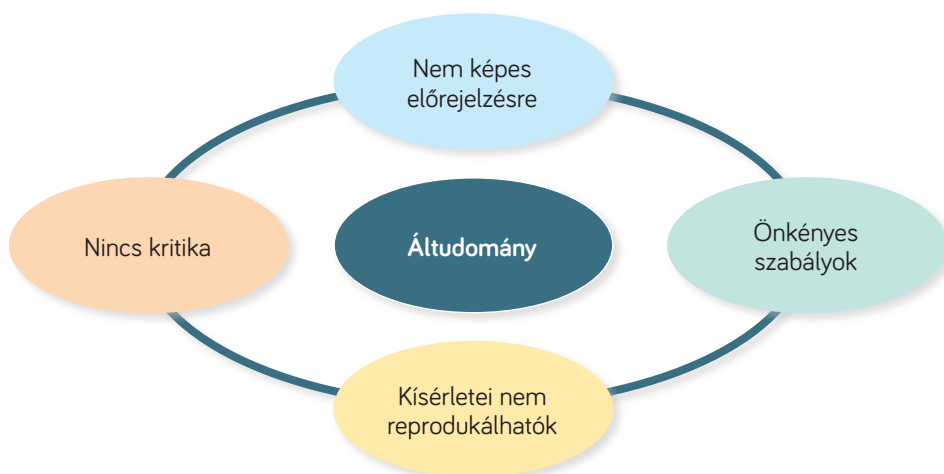 Nem képes
előrejelzésre
Nincs kritika
Áltudomány
Önkényes
szabályok
Kísérletei nem
reprodukálhatók